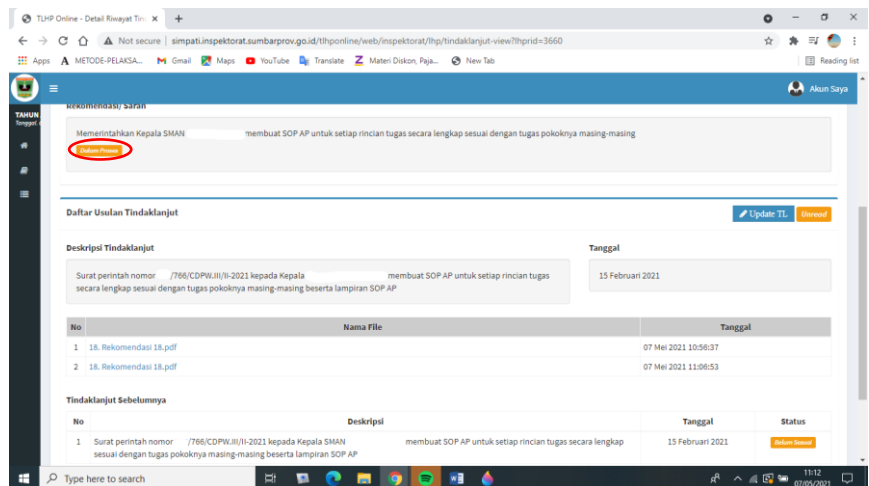 TLHP Online - Detail Riwayat Tin
Not secure | simpati.inspektorat.sumbarprov.go.id/tlhponline/web/inspektorat/lhp/tindaklanjut-view?lhprid=3660
Apps METODE-PELAKSA... Gmail Maps YouTube Translate Materi Diskon, Paja... New Tab Reading list
Akun Saya
TAHUN
Tanggal
Rekomendasi/ Saran
Memerintahkan Kepala SMAN membuat SOP AP untuk setiap rincian tugas secara lengkap sesuai dengan tugas pokoknya masing-masing
Dalam Proses
Daftar Usulan Tindaklanjut Update TL Unread
Deskripsi Tindaklanjut Tanggal
Surat perintah nomor /766/CDPW.III/II-2021 kepada Kepala membuat SOP AP untuk setiap rincian tugas 15 Februari 2021
secara lengkap sesuai dengan tugas pokoknya masing-masing beserta lampiran SOP AP
No Nama File Tanggal
1 18. Rekomendasi 18.pdf 07 Mei 2021 10:56:37
2 18. Rekomendasi 18.pdf 07 Mei 2021 11:06:53
Tindaklanjut Sebelumnya
No Deskripsi Tanggal Status
1 Surat perintah nomor /766/CDPW.III/II-2021 kepada Kepala SMAN membuat SOP AP untuk setiap rincian tugas secara lengkap 15 Februari 2021 Belum Sesuai
sesuai dengan tugas pokoknya masing-masing beserta lampiran SOP AP
Type here to search 11:12
07/05/2021